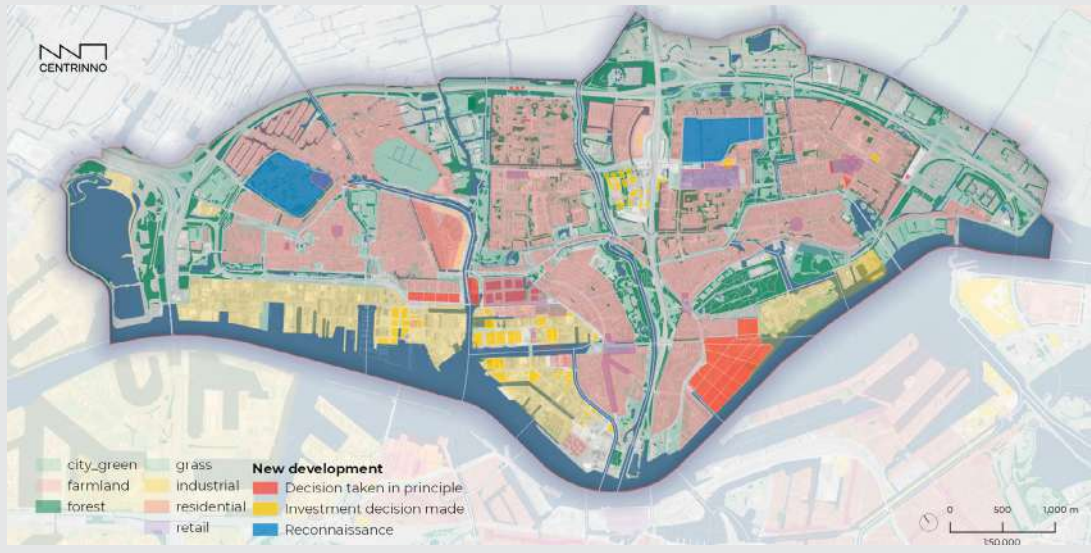 CENTRINNO
city_green
farmland
forest
grass
industrial
residential
retail
New development
Decision taken in principle
Investment decision made
Reconnaissance
0 500 1,000 m
1:50,000